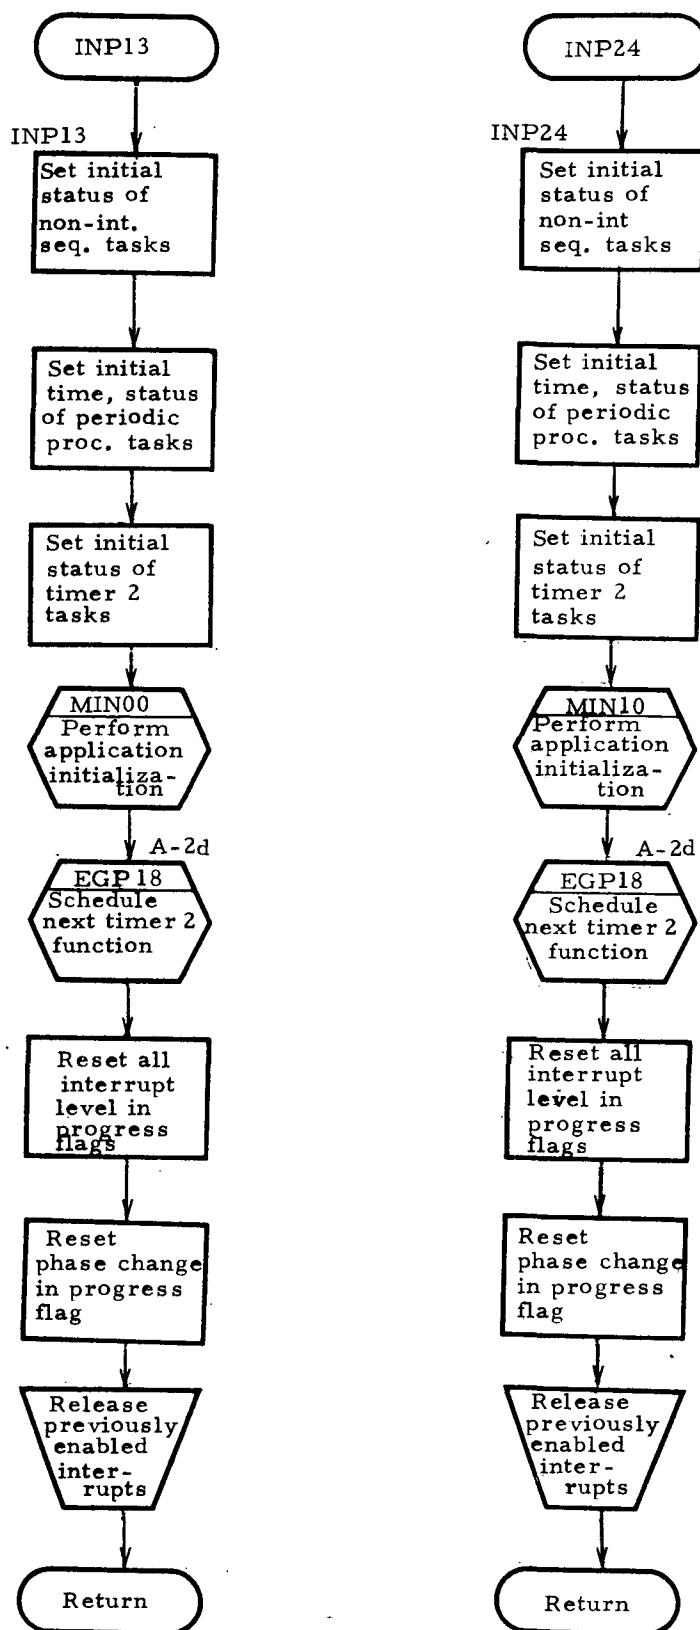 INP13
INP13
Set initial
status of
non-int.
seq. tasks
Set initial
time, status
of periodic
proc. tasks
Set initial
status of
timer 2
tasks
MIN00
Perform
application
initializa-
tion
A-2d
EGP18
Schedule
next timer 2
function
Reset all
interrupt
level in
progress
flags
Reset
phase change
in progress
flag
Release
previously
enabled
inter-
rupts
Return
INP24
INP24
Set initial
status of
non-int
seq. tasks
Set initial
time, status
of periodic
proc. tasks
Set initial
status of
timer 2
tasks
MIN10
Perform
application
initializa-
tion
A-2d
EGP18
Schedule
next timer 2
function
Reset all
interrupt
level in
progress
flags
Reset
phase change
in progress
flag
Release
previously
enabled
inter-
rupts
Return